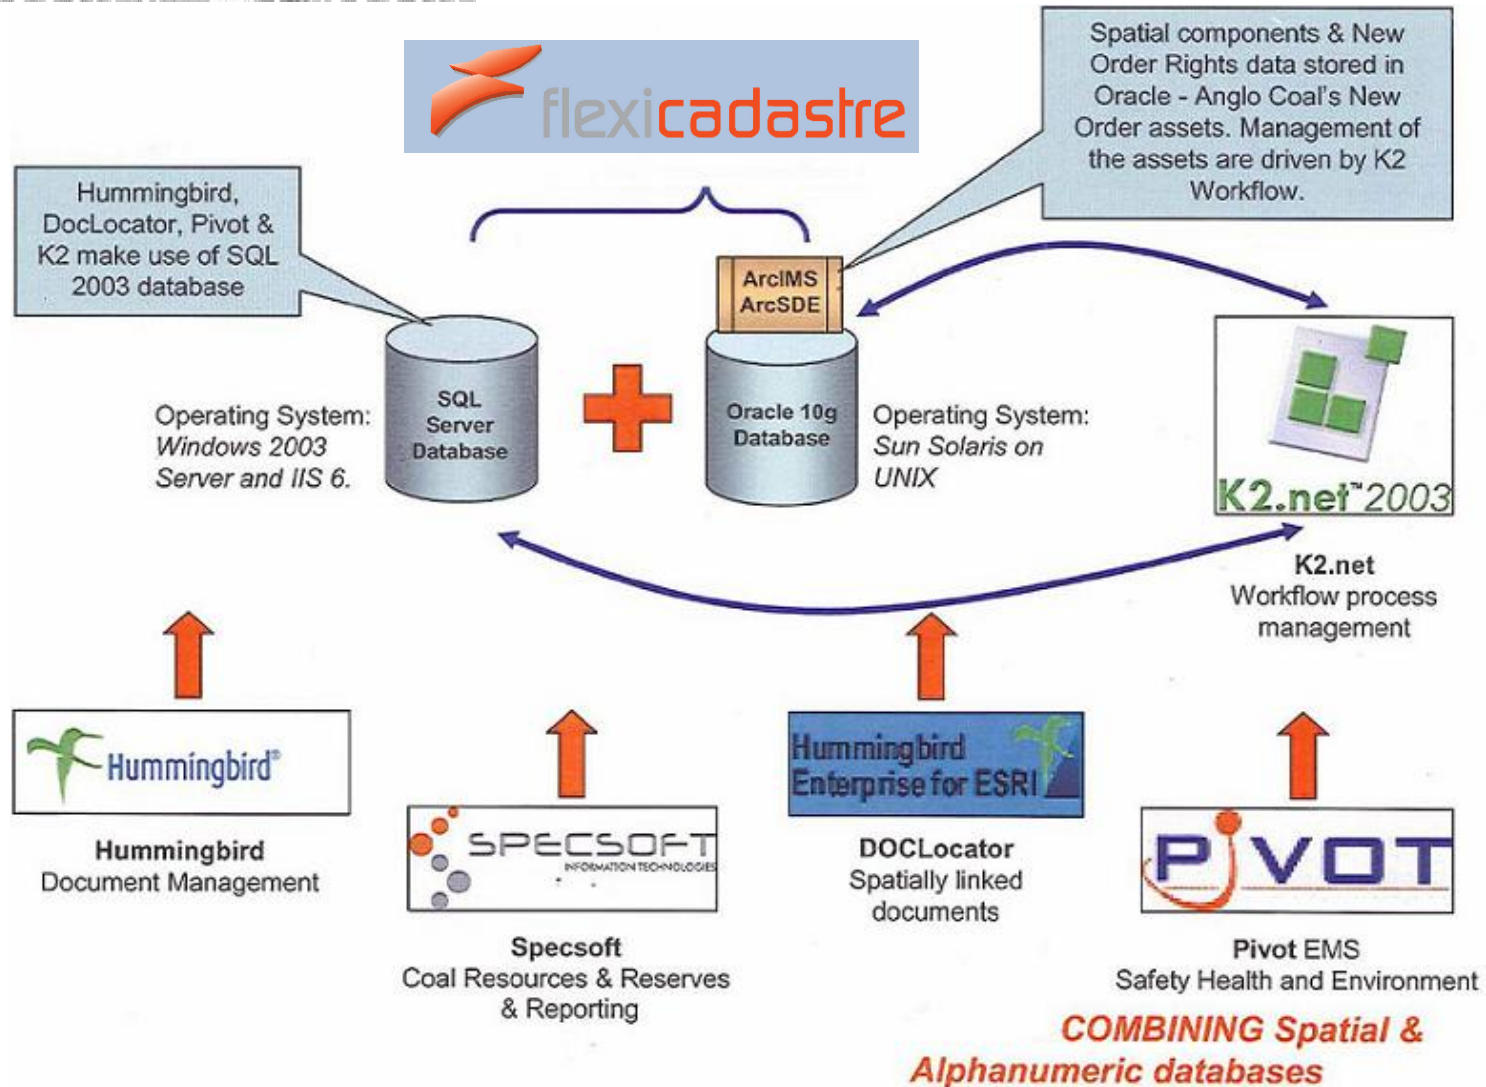 flexicadastre
Spatial components & New
Order Rights data stored in
Oracle - Anglo Coal's New
Order assets. Management of
the assets are driven by K2
Workflow.
Hummingbird,
DocLocator, Pivot &
K2 make use of SQL
2003 database
ArcIMS
ArcSDE
Operating System:
Windows 2003
Server and IIS 6.
SQL
Server
Database
Oracle 10g
Database
Operating System:
Sun Solaris on
UNIX
K2.net™2003
K2.net
Workflow process
management
Hummingbird®
Hummingbird
Document Management
SPECSOFT
INFORMATION TECHNOLOGIES
Specsoft
Coal Resources & Reserves
& Reporting
Hummingbird
Enterprise for ESRI
DOCLocator
Spatially linked
documents
PIVOT
Pivot EMS
Safety Health and Environment
COMBINING Spatial &
Alphanumeric databases